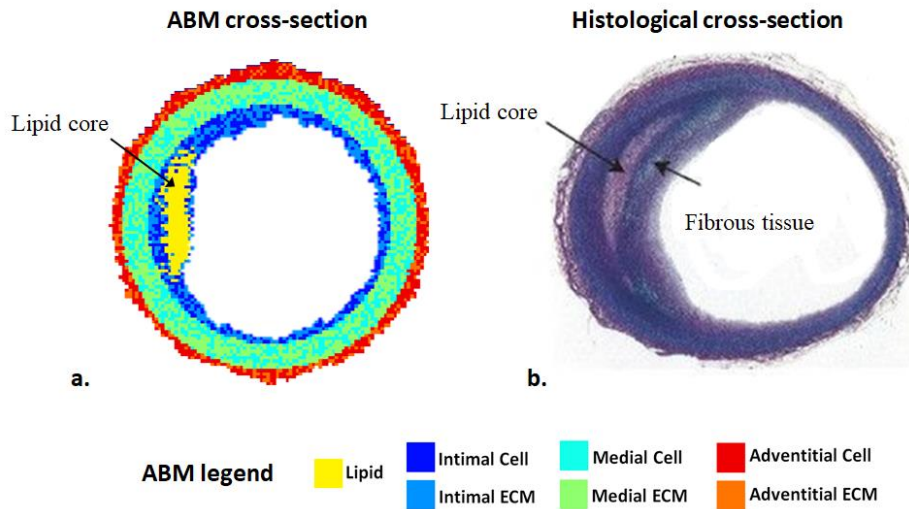 ABM cross-section
Histological cross-section
Lipid core
Lipid core
Fibrous tissue
a.
b.
ABM legend
Lipid
Intimal Cell
Medial Cell
Adventitial Cell
Intimal ECM
Medial ECM
Adventitial ECM